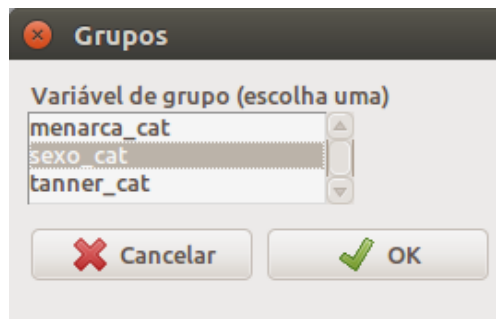 Grupos
Variável de grupo (escolha uma)
menarca_cat
sexo_cat
tanner_cat
Cancelar OK